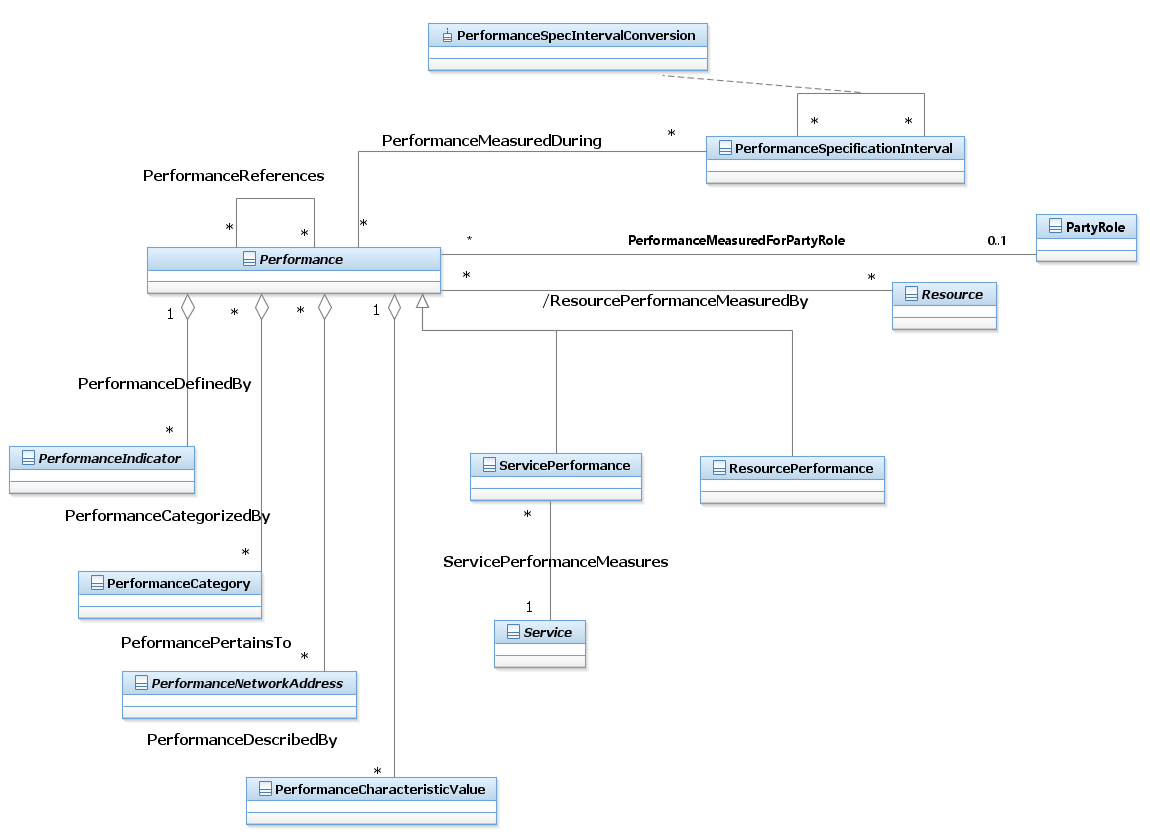 PerformanceSpecIntervalConversion
* *
PerformanceMeasuredDuring *
PerformanceSpecificationInterval
PerformanceReferences
* * *
* PerformanceMeasuredForPartyRole 0..1
PartyRole
Performance
* *
/ResourcePerformanceMeasuredBy
Resource
1 * * 1
PerformanceDefinedBy
*
PerformanceIndicator
ServicePerformance
ResourcePerformance
PerformanceCategorizedBy
*
*
ServicePerformanceMeasures
PerformanceCategory
1
Service
PeformancePertainsTo
*
PerformanceNetworkAddress
PerformanceDescribedBy
*
PerformanceCharacteristicValue